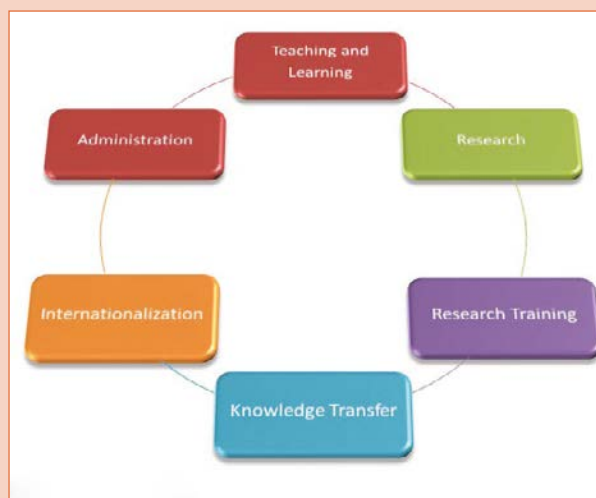 Teaching and
Learning
Research
Research Training
Knowledge Transfer
Internationalization
Administration